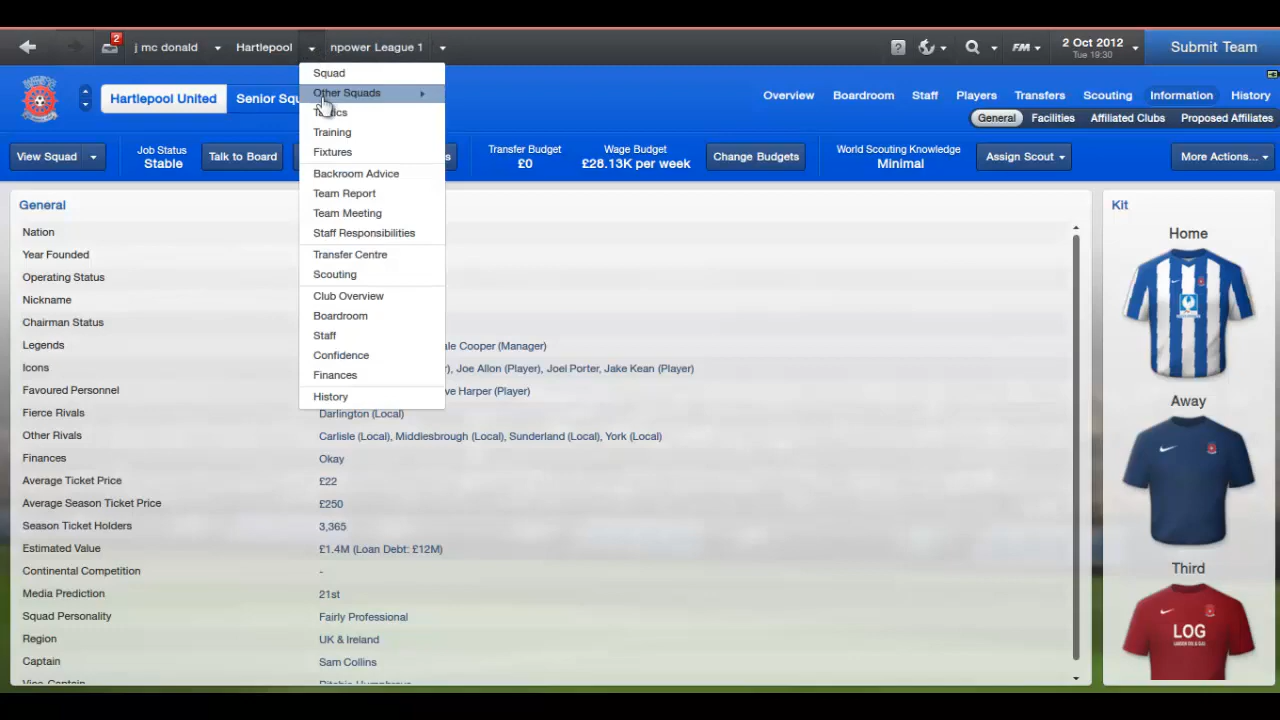 2
j mc donald
Hartlepool
npower League 1
?
FM
2 Oct 2012
Tue 19:30
Submit Team
Hartlepool United
Senior Squ
Overview Boardroom Staff Players Transfers Scouting Information History
General Facilities Affiliated Clubs Proposed Affiliates
View Squad
Job Status
Stable
Talk to Board
s
Transfer Budget
£0
Wage Budget
£28.13K per week
Change Budgets
World Scouting Knowledge
Minimal
Assign Scout
More Actions...
Squad
Other Squads
Training
Fixtures
Backroom Advice
Team Report
Team Meeting
Staff Responsibilities
Transfer Centre
Scouting
Club Overview
Boardroom
Staff
Confidence
Finances
History
General
Nation
Year Founded
Operating Status
Nickname
Chairman Status
Legends ale Cooper (Manager)
Icons r), Joe Allon (Player), Joel Porter, Jake Kean (Player)
Favoured Personnel ve Harper (Player)
Fierce Rivals Darlington (Local)
Other Rivals Carlisle (Local), Middlesbrough (Local), Sunderland (Local), York (Local)
Finances Okay
Average Ticket Price £22
Average Season Ticket Price £250
Season Ticket Holders 3,365
Estimated Value £1.4M (Loan Debt: £12M)
Continental Competition -
Media Prediction 21st
Squad Personality Fairly Professional
Region UK & Ireland
Captain Sam Collins
Kit
Home
Away
Third
LOG